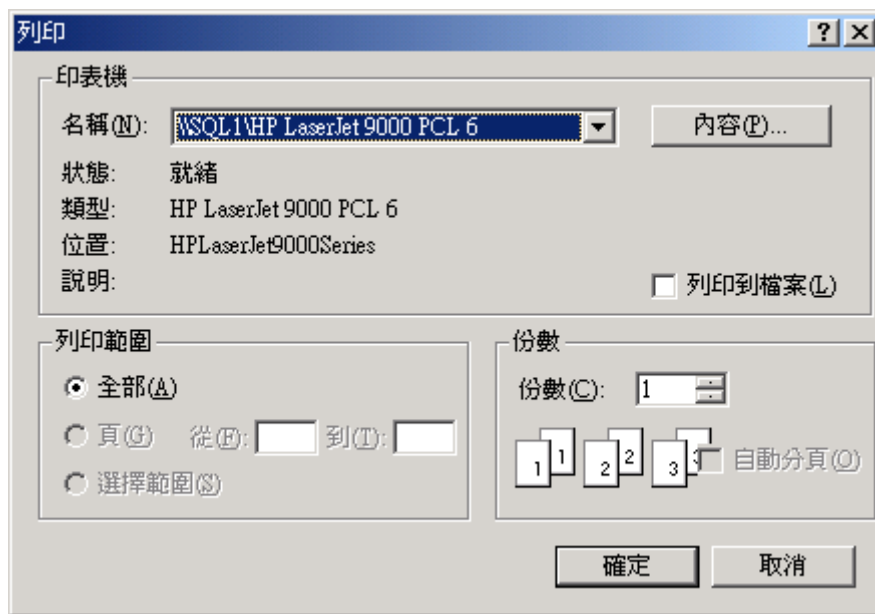 列印
印表機
名稱(N): \\SQL1\HP LaserJet 9000 PCL 6 內容(P)...
狀態: 就緒
類型: HP LaserJet 9000 PCL 6
位置: HPLaserJet9000Series
說明: 列印到檔案(L)
列印範圍
全部(A)
頁(G) 從(F): 到(T):
選擇範圍(S)
份數
份數(C): 1
1 1 2 2 3 3 自動分頁(O)
確定 取消